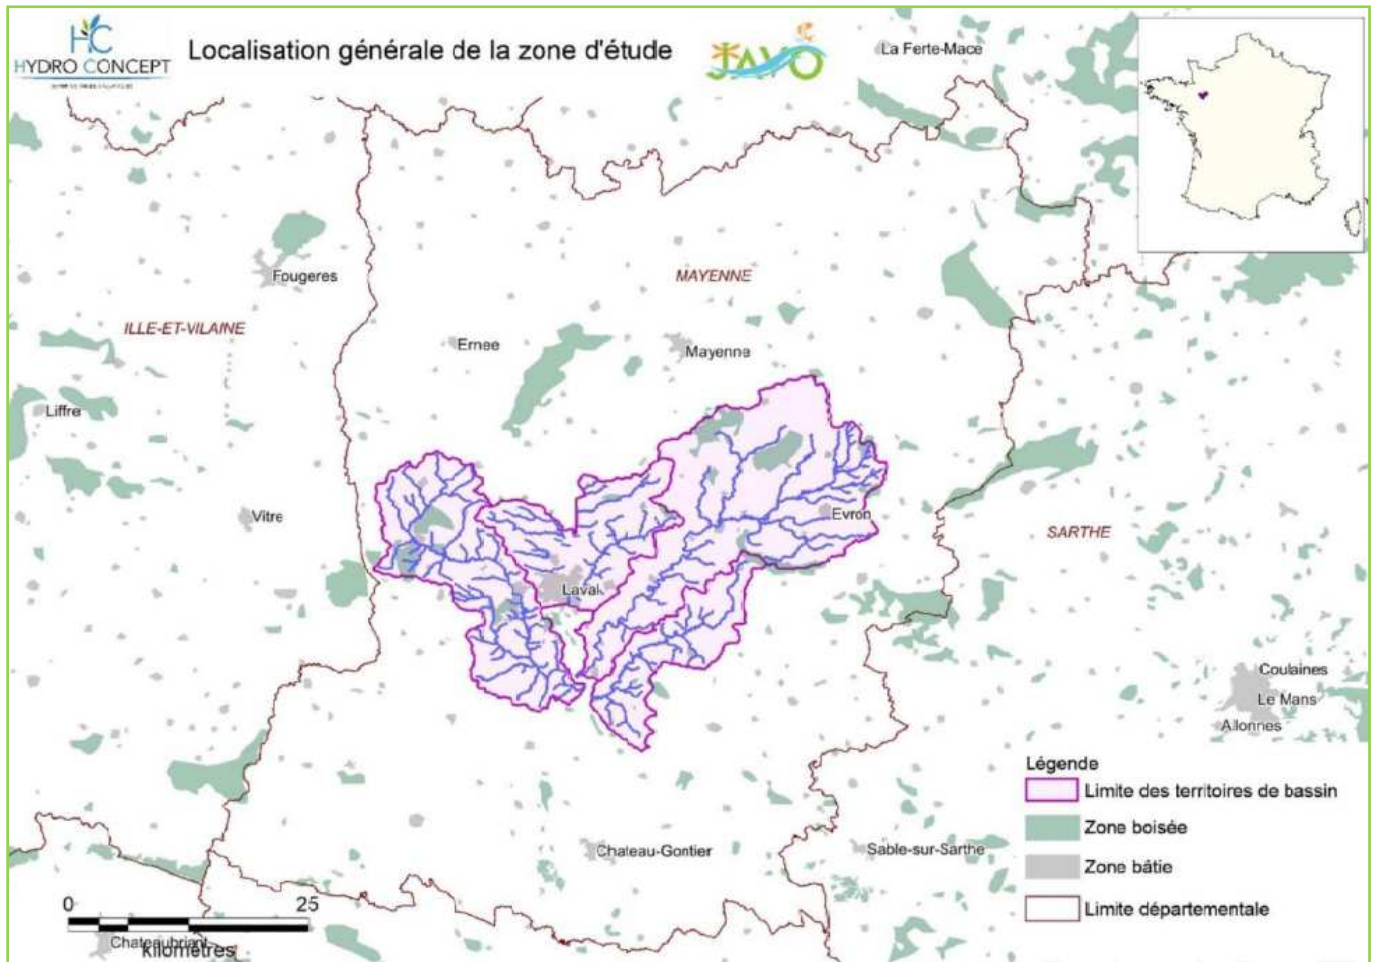 HC
HYDRO CONCEPT
Localisation générale de la zone d'étude
JAVO
La Ferte-Mace
Fougeres
MAYENNE
ILLE-ET-VILAINE
Ernee
Mayenne
Liffre
Vitre
Evron
SARTHE
Laval
Coulaines
Le Mans
Allonnes
Légende
Limite des territoires de bassin
Zone boisée
Chateau-Gontier
Sable-sur-Sarthe
Zone bâtie
0
25
Limite départementale
Chateaubriant
kilomètres